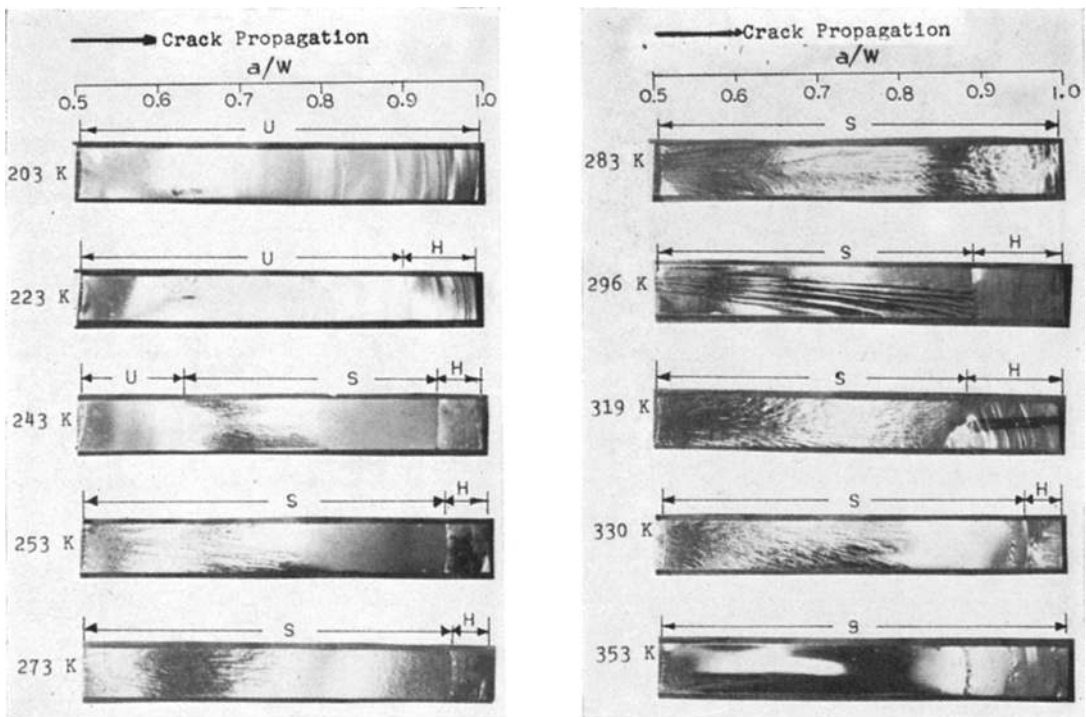 Crack Propagation
a/W
0.5 0.6 0.7 0.8 0.9 1.0
U
203 K
U H
223 K
U S H
243 K
S H
253 K
S H
273 K
Crack Propagation
a/W
0.5 0.6 0.7 0.8 0.9 1.0
S
283 K
S H
296 K
S H
319 K
S H
330 K
S
353 K